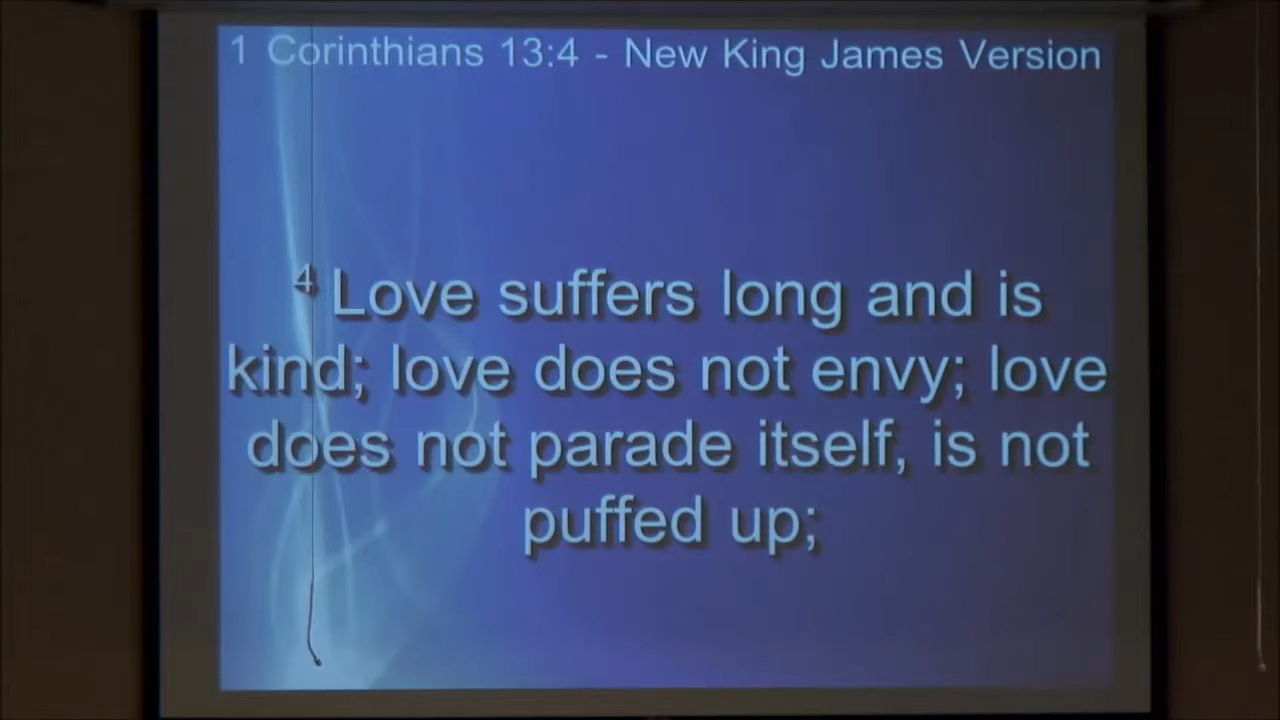 1 Corinthians 13:4 - New King James Version
4 Love suffers long and is
kind; love does not envy; love
does not parade itself, is not
puffed up;